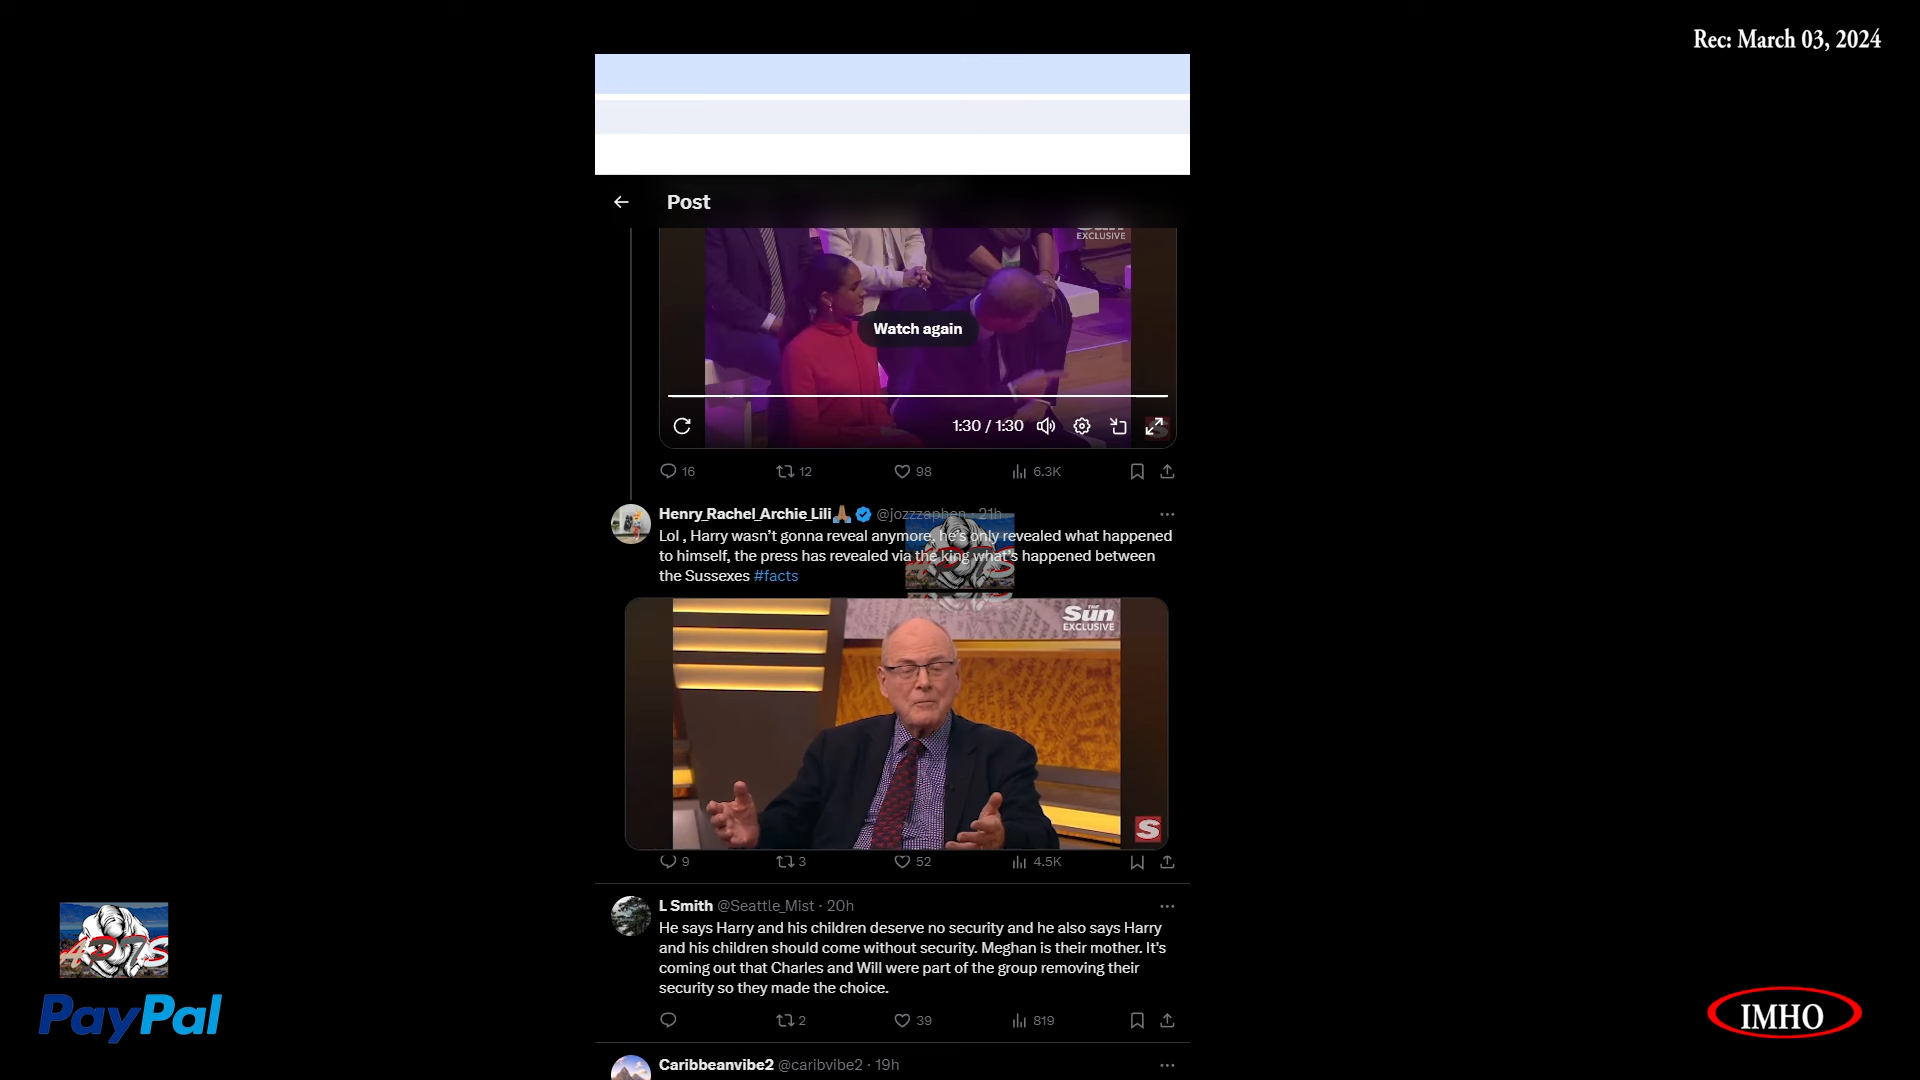 Rec: March 03, 2024
Post
Sun
EXCLUSIVE
Watch again
1:30 / 1:30
16 12 98 6.3K
Henry_Rachel_Archie_Lili @jozzzaphen · 21h
Lol , Harry wasn't gonna reveal anymore, he's only revealed what happened
to himself, the press has revealed via the king what's happened between
the Sussexes #facts
THE
Sun
EXCLUSIVE
S
9 3 52 4.5K
L Smith @Seattle_Mist · 20h
He says Harry and his children deserve no security and he also says Harry
and his children should come without security. Meghan is their mother. It's
coming out that Charles and Will were part of the group removing their
security so they made the choice.
2 39 819
Caribbeanvibe2 @caribvibe2 · 19h
PayPal
IMHO